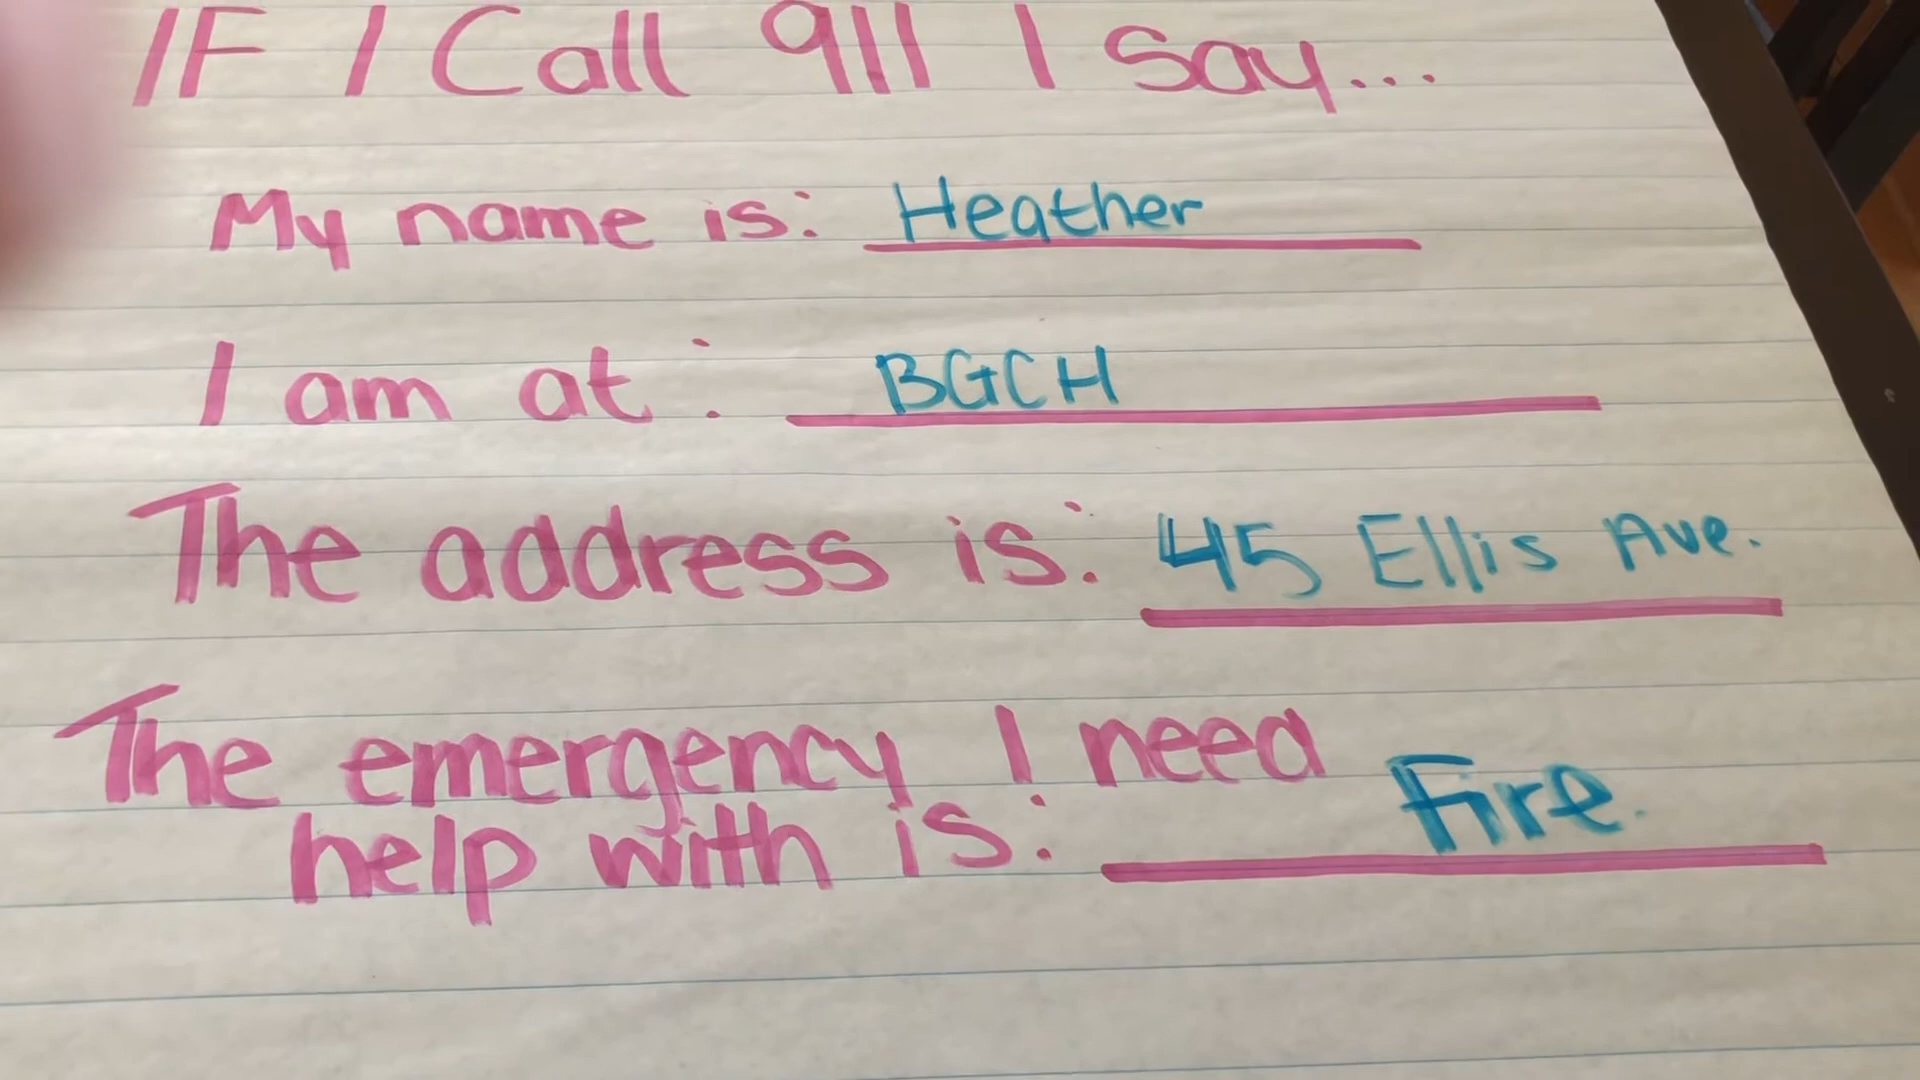 IF I Call 911 I Say...
My name is: Heather
I am at: BGCH
The address is: 45 Ellis Ave.
The emergency I need
help with is: Fire.